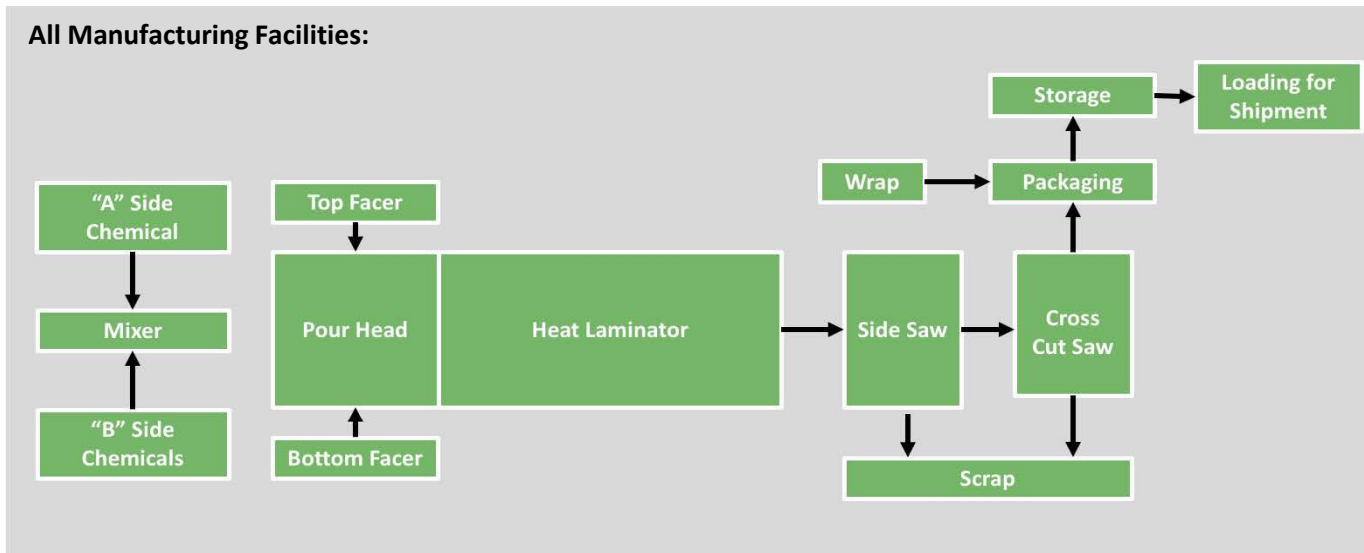 All Manufacturing Facilities:
Storage
Loading for
Shipment
Wrap
Packaging
“A” Side
Chemical
Top Facer
Mixer
Pour Head
Heat Laminator
Side Saw
Cross
Cut Saw
“B” Side
Chemicals
Bottom Facer
Scrap